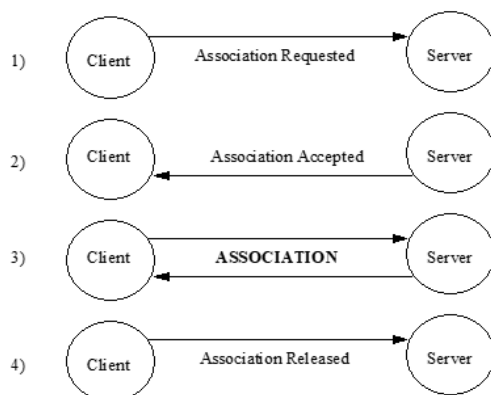 1) Client Association Requested Server
2) Client Association Accepted Server
3) Client ASSOCIATION Server
4) Client Association Released Server